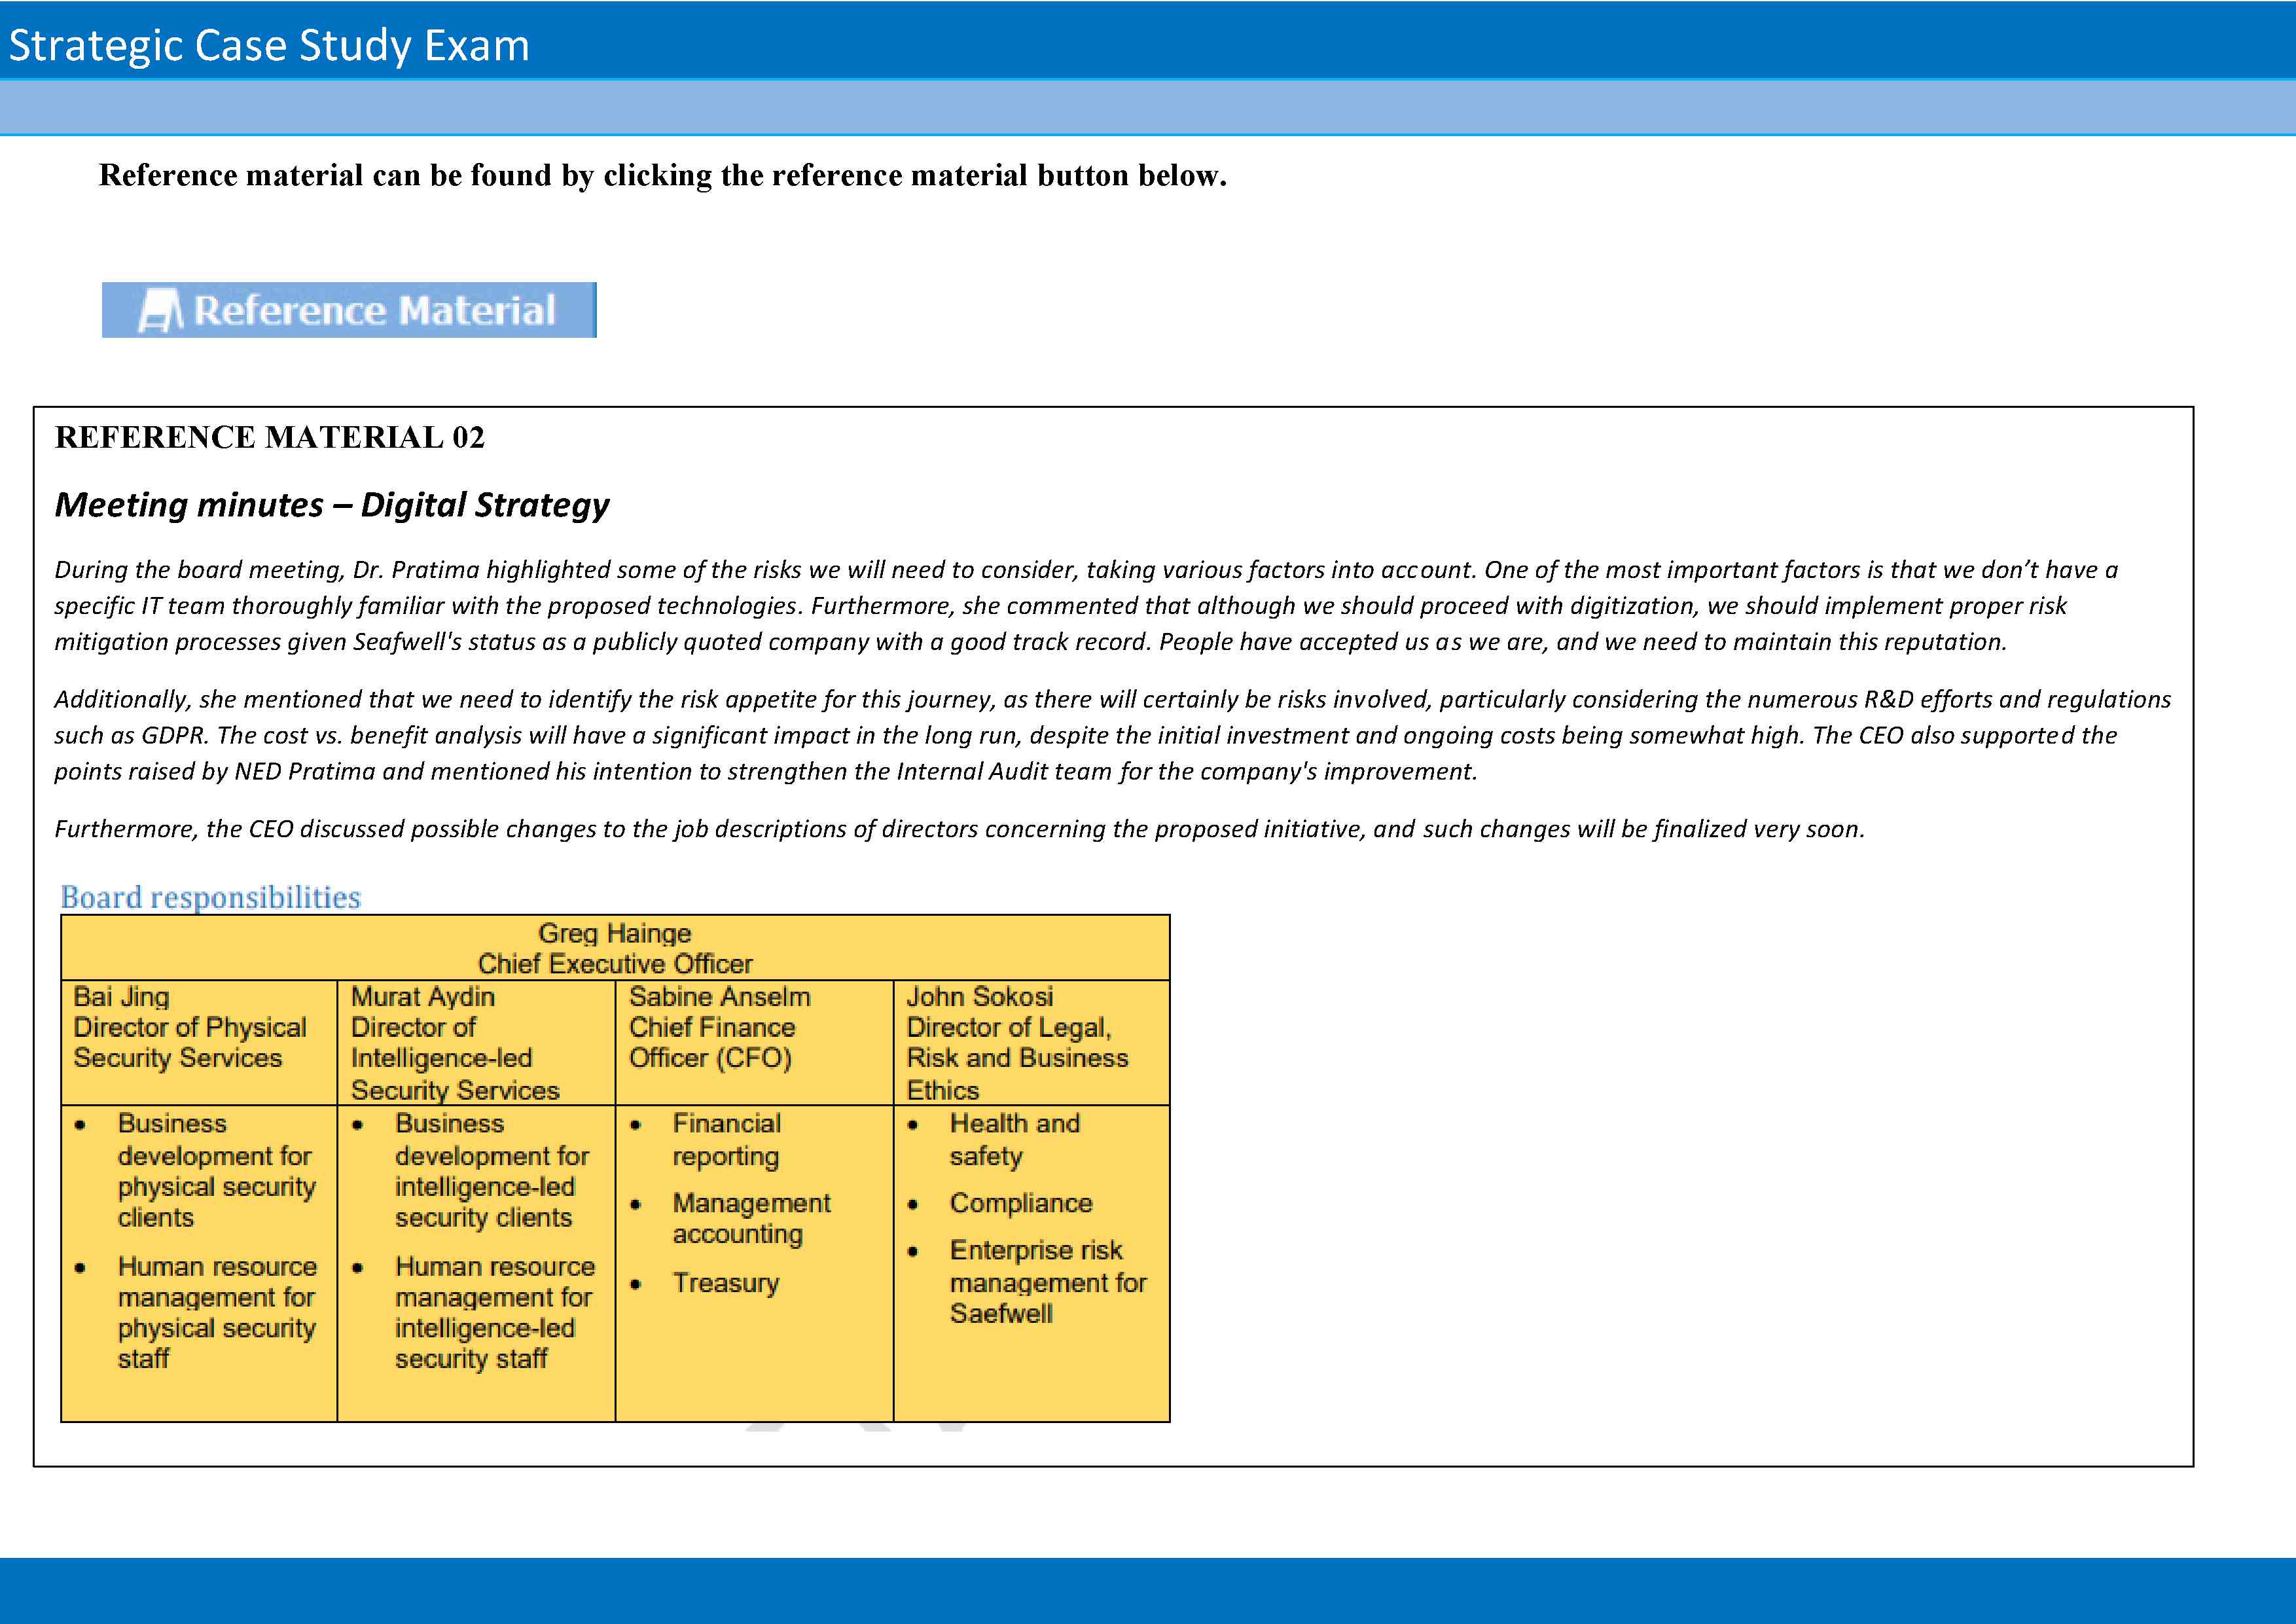 Strategic Case Study Exam
Reference material can be found by clicking the reference material button below.
Reference Material
REFERENCE MATERIAL 02
Meeting minutes – Digital Strategy
During the board meeting, Dr. Pratima highlighted some of the risks we will need to consider, taking various factors into account. One of the most important factors is that we don’t have a
specific IT team thoroughly familiar with the proposed technologies. Furthermore, she commented that although we should proceed with digitization, we should implement proper risk
mitigation processes given Seafwell's status as a publicly quoted company with a good track record. People have accepted us as we are, and we need to maintain this reputation.
Additionally, she mentioned that we need to identify the risk appetite for this journey, as there will certainly be risks involved, particularly considering the numerous R&D efforts and regulations
such as GDPR. The cost vs. benefit analysis will have a significant impact in the long run, despite the initial investment and ongoing costs being somewhat high. The CEO also supported the
points raised by NED Pratima and mentioned his intention to strengthen the Internal Audit team for the company's improvement.
Furthermore, the CEO discussed possible changes to the job descriptions of directors concerning the proposed initiative, and such changes will be finalized very soon.
Board responsibilities
Greg Hainge
Chief Executive Officer
Bai Jing
Director of Physical
Security Services
Murat Aydin
Director of
Intelligence-led
Security Services
Sabine Anselm
Chief Finance
Officer (CFO)
John Sokosi
Director of Legal,
Risk and Business
Ethics
• Business
development for
physical security
clients
• Human resource
management for
physical security
staff
• Business
development for
intelligence-led
security clients
• Human resource
management for
intelligence-led
security staff
• Financial
reporting
• Management
accounting
• Treasury
• Health and
safety
• Compliance
• Enterprise risk
management for
Saefwell